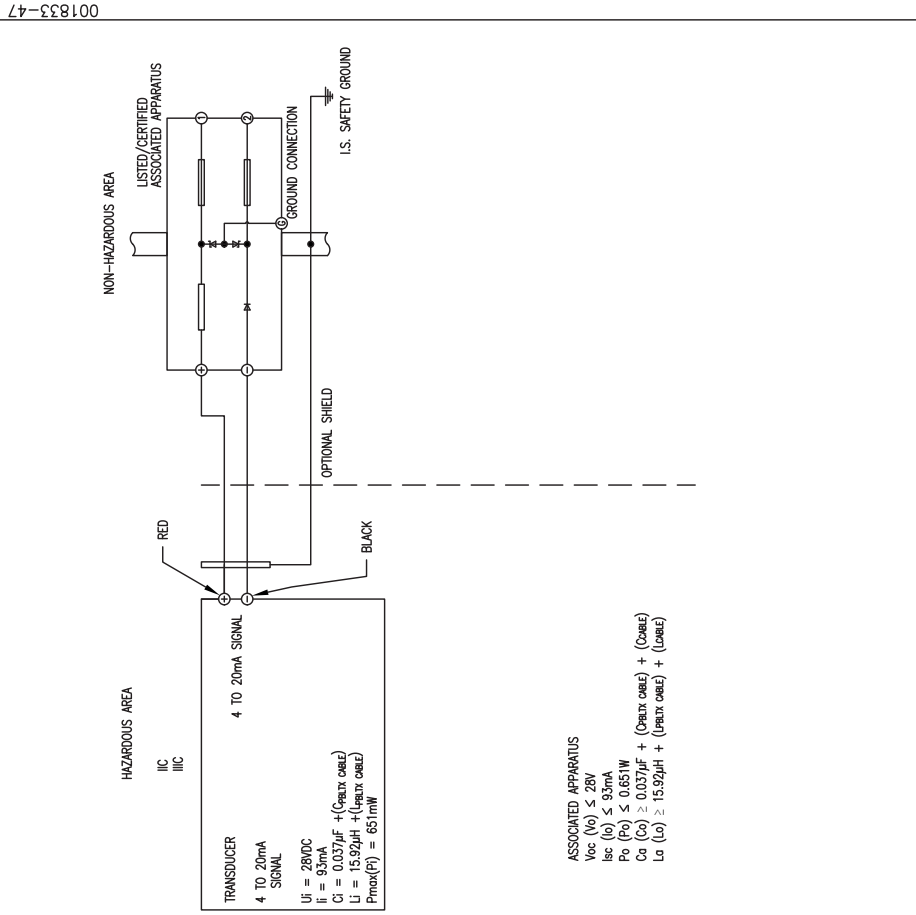 001833-47
HAZARDOUS AREA
IIC
IIIC
NON-HAZARDOUS AREA
LISTED/CERTIFIED
ASSOCIATED APPARATUS
1
2
G
GROUND CONNECTION
I.S. SAFETY GROUND
+
−
OPTIONAL SHIELD
RED
BLACK
+
−
4 TO 20mA SIGNAL
TRANSDUCER
4 TO 20mA
SIGNAL
Ui = 28VDC
Ii = 93mA
Ci = 0.037µF +(CPBLTX CABLE)
Li = 15.92µH +(LPBLTX CABLE)
Pmax(Pi) = 651mW
ASSOCIATED APPARATUS
Voc (Vo) ≤ 28V
Isc (Io) ≤ 93mA
Po (Po) ≤ 0.651W
Ca (Co) ≥ 0.037µF + (CPBLTX CABLE) + (CCABLE)
La (Lo) ≥ 15.92µH + (LPBLTX CABLE) + (LCABLE)